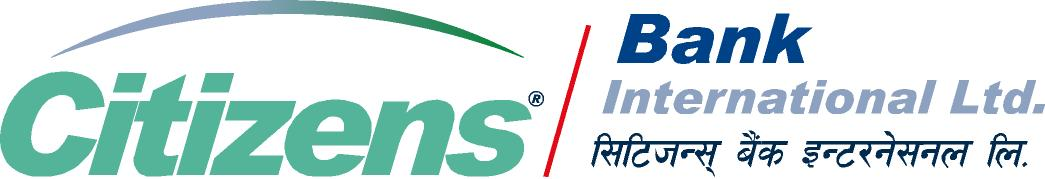 Citizens®
Bank
International Ltd.
सिटिजन्स् बैंक इन्टरनेसनल लि.